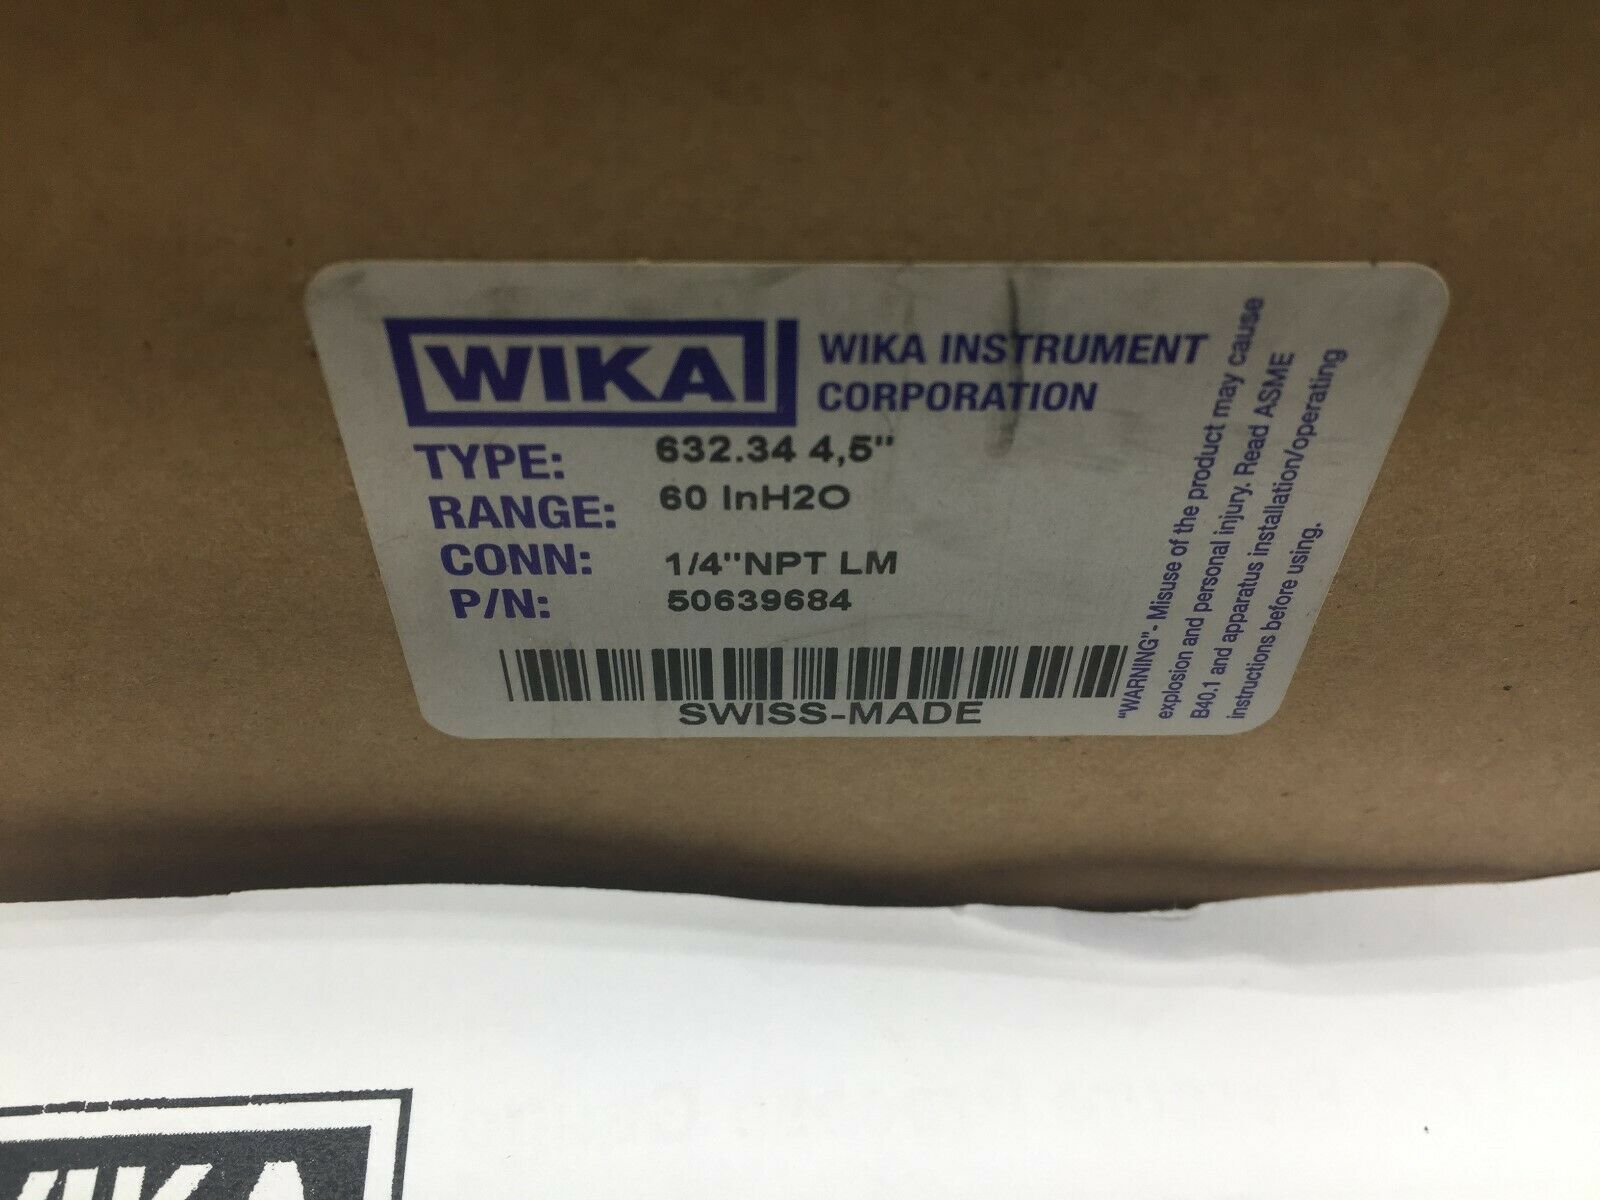 WIKA
WIKA INSTRUMENT
CORPORATION
TYPE: 632.34 4,5"
RANGE: 60 InH2O
CONN: 1/4"NPT LM
P/N: 50639684
SWISS-MADE
"WARNING"- Misuse of the product may cause
explosion and personal injury. Read ASME
B40.1 and apparatus installation/operating
instructions before using.
WIKA